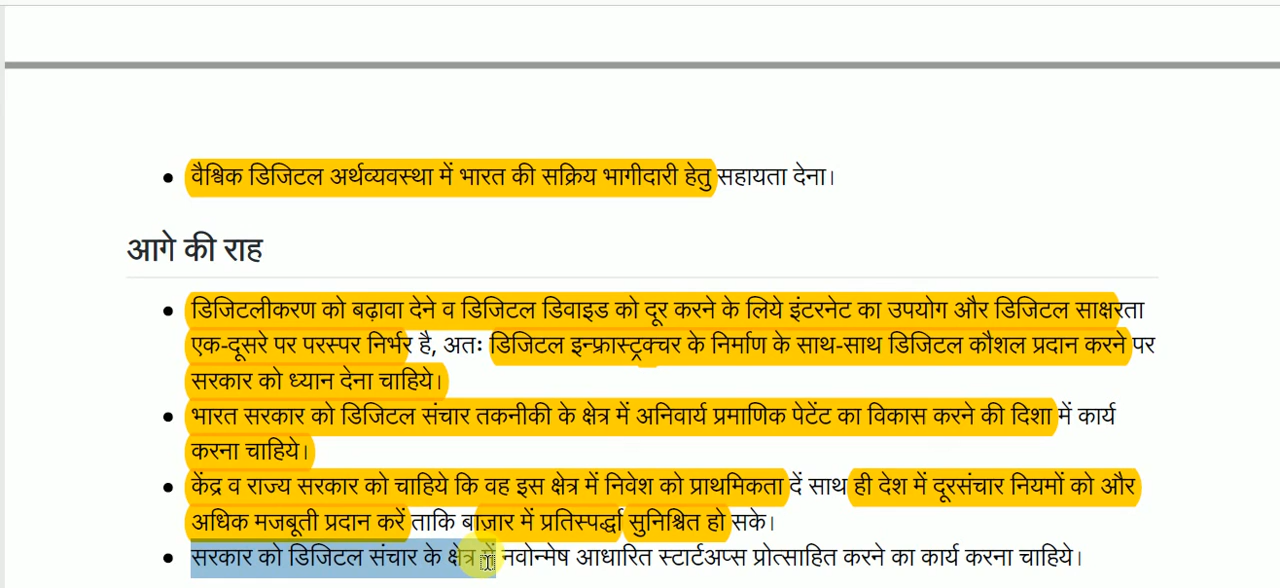 वैश्विक डिजिटल अर्थव्यवस्था में भारत की सक्रिय भागीदारी हेतु सहायता देना।
आगे की राह
डिजिटलीकरण को बढ़ावा देने व डिजिटल डिवाइड को दूर करने के लिये इंटरनेट का उपयोग और डिजिटल साक्षरता
एक-दूसरे पर परस्पर निर्भर है, अतः डिजिटल इन्फ्रास्ट्रक्चर के निर्माण के साथ-साथ डिजिटल कौशल प्रदान करने पर
सरकार को ध्यान देना चाहिये।
भारत सरकार को डिजिटल संचार तकनीकी के क्षेत्र में अनिवार्य प्रमाणिक पेटेंट का विकास करने की दिशा में कार्य
करना चाहिये।
केंद्र व राज्य सरकार को चाहिये कि वह इस क्षेत्र में निवेश को प्राथमिकता दें साथ ही देश में दूरसंचार नियमों को और
अधिक मजबूती प्रदान करें ताकि बाज़ार में प्रतिस्पर्द्धा सुनिश्चित हो सके।
सरकार को डिजिटल संचार के क्षेत्र में नवोन्मेष आधारित स्टार्टअप्स प्रोत्साहित करने का कार्य करना चाहिये।